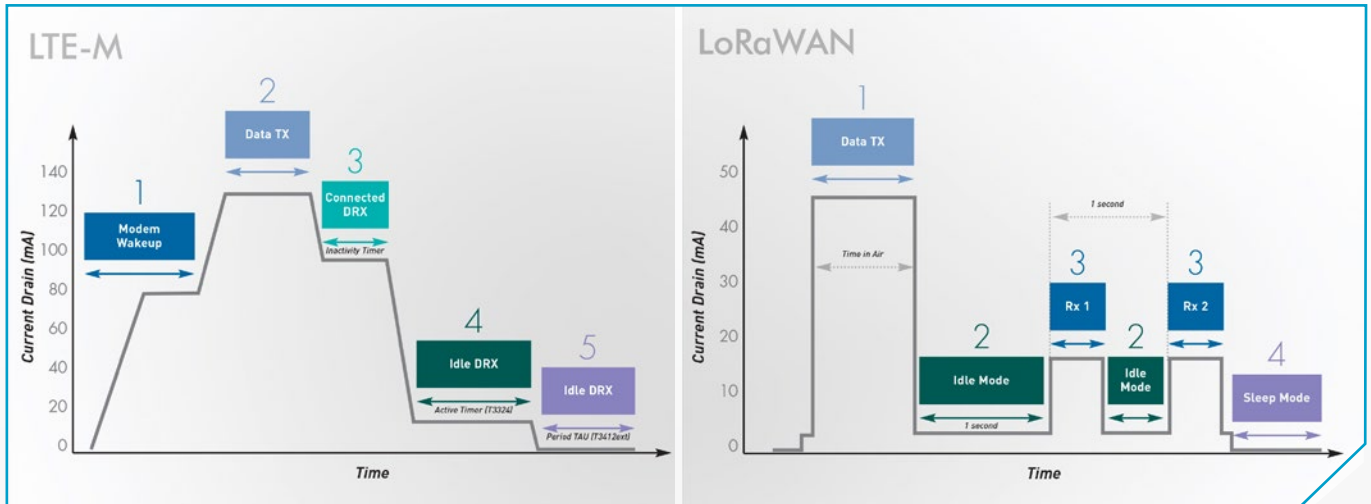 LTE-M
Current Drain (mA)
140
120
100
80
60
40
20
0
1
Modem
Wakeup
2
Data TX
3
Connected
DRX
Inactivity Timer
4
Idle DRX
Active Timer (T3324)
5
Idle DRX
Period TAU (T3412ext)
Time
LoRaWAN
Current Drain (mA)
50
40
30
20
10
0
1
Data TX
Time in Air
2
Idle Mode
1 second
1 second
3
Rx 1
2
Idle
Mode
3
Rx 2
4
Sleep Mode
Time